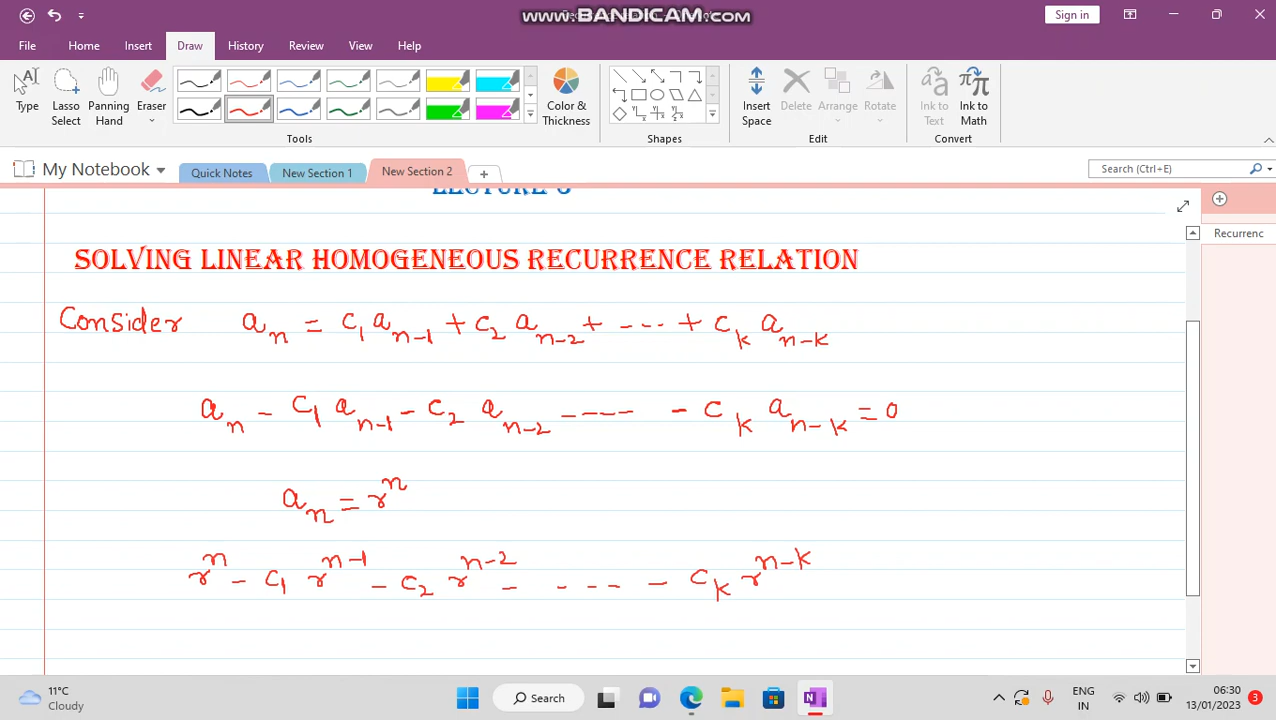 www.BANDICAM.com
Sign in
File Home Insert Draw History Review View Help
Type Lasso Select Panning Hand Eraser Color & Thickness Insert Space Delete Arrange Rotate Ink to Text Ink to Math
Tools Shapes Edit Convert
My Notebook Quick Notes New Section 1 New Section 2 Search (Ctrl+E)
Recurrenc
SOLVING LINEAR HOMOGENEOUS RECURRENCE RELATION
Consider a_n = c_1 a_{n-1} + c_2 a_{n-2} + --- + c_k a_{n-k}
a_n - c_1 a_{n-1} - c_2 a_{n-2} ---- - c_k a_{n-k} = 0
a_n = r^n
r^n - c_1 r^{n-1} - c_2 r^{n-2} - --- - c_k r^{n-k}
11°C
Cloudy
Search
ENG
IN
06:30
13/01/2023
3